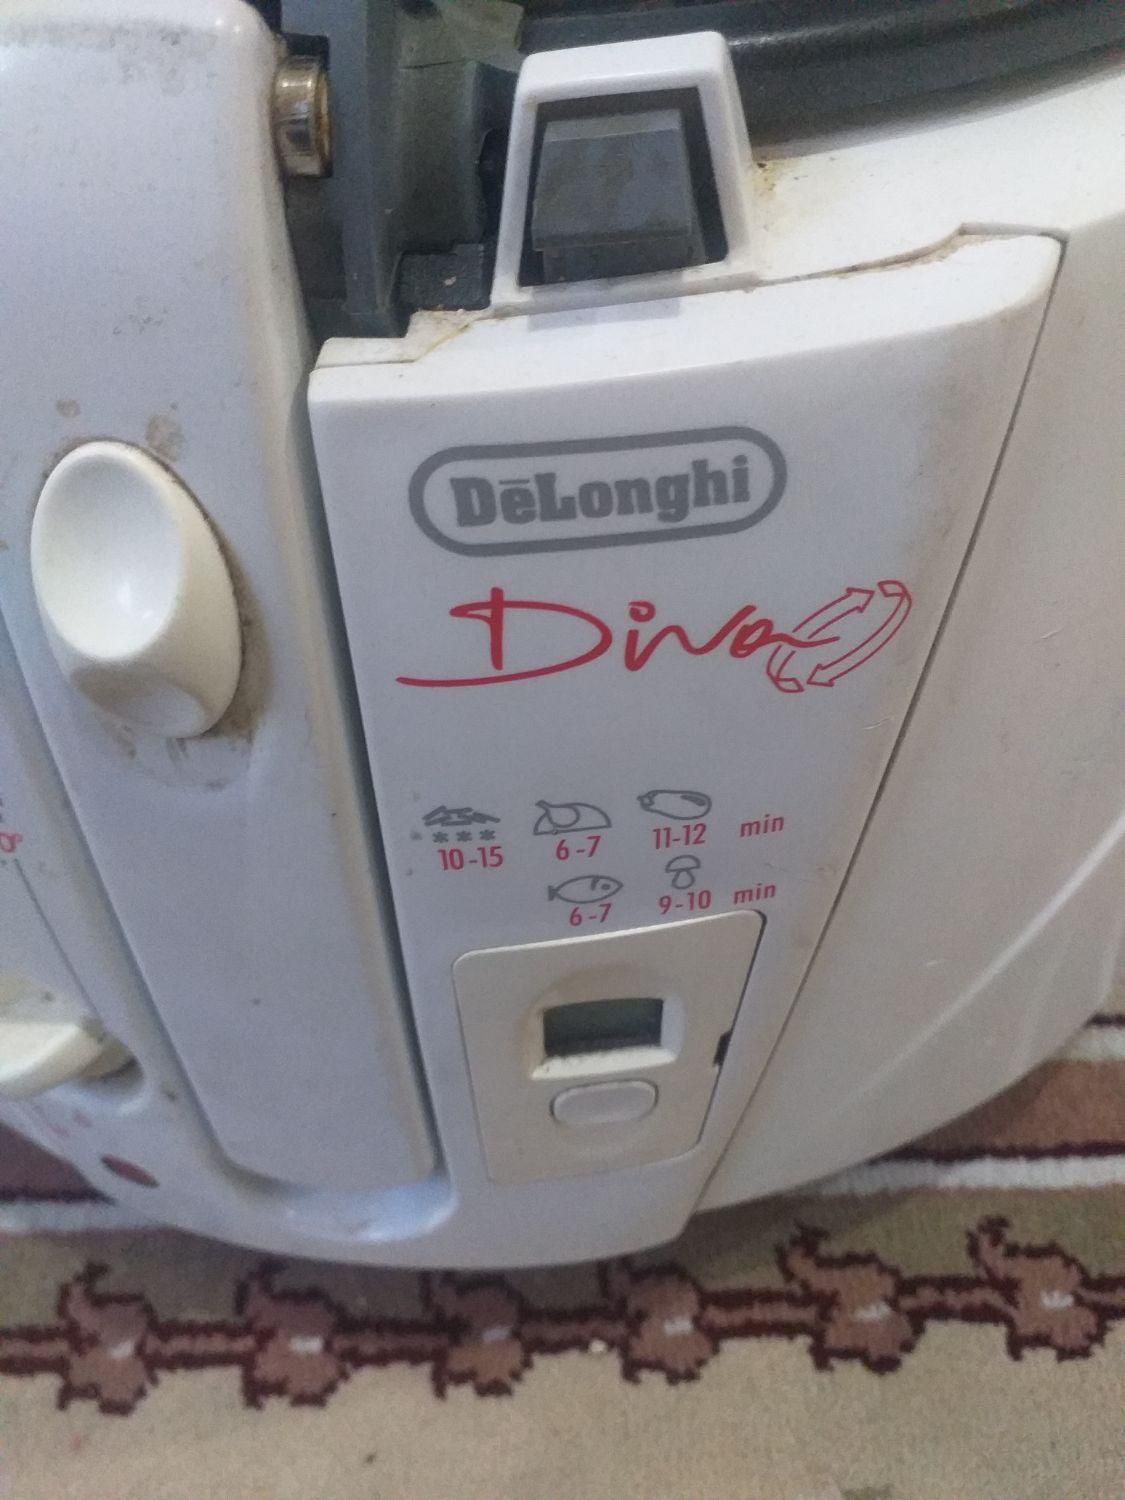 DēLonghi
Diva
10-15 6-7 11-12 min
6-7 9-10 min